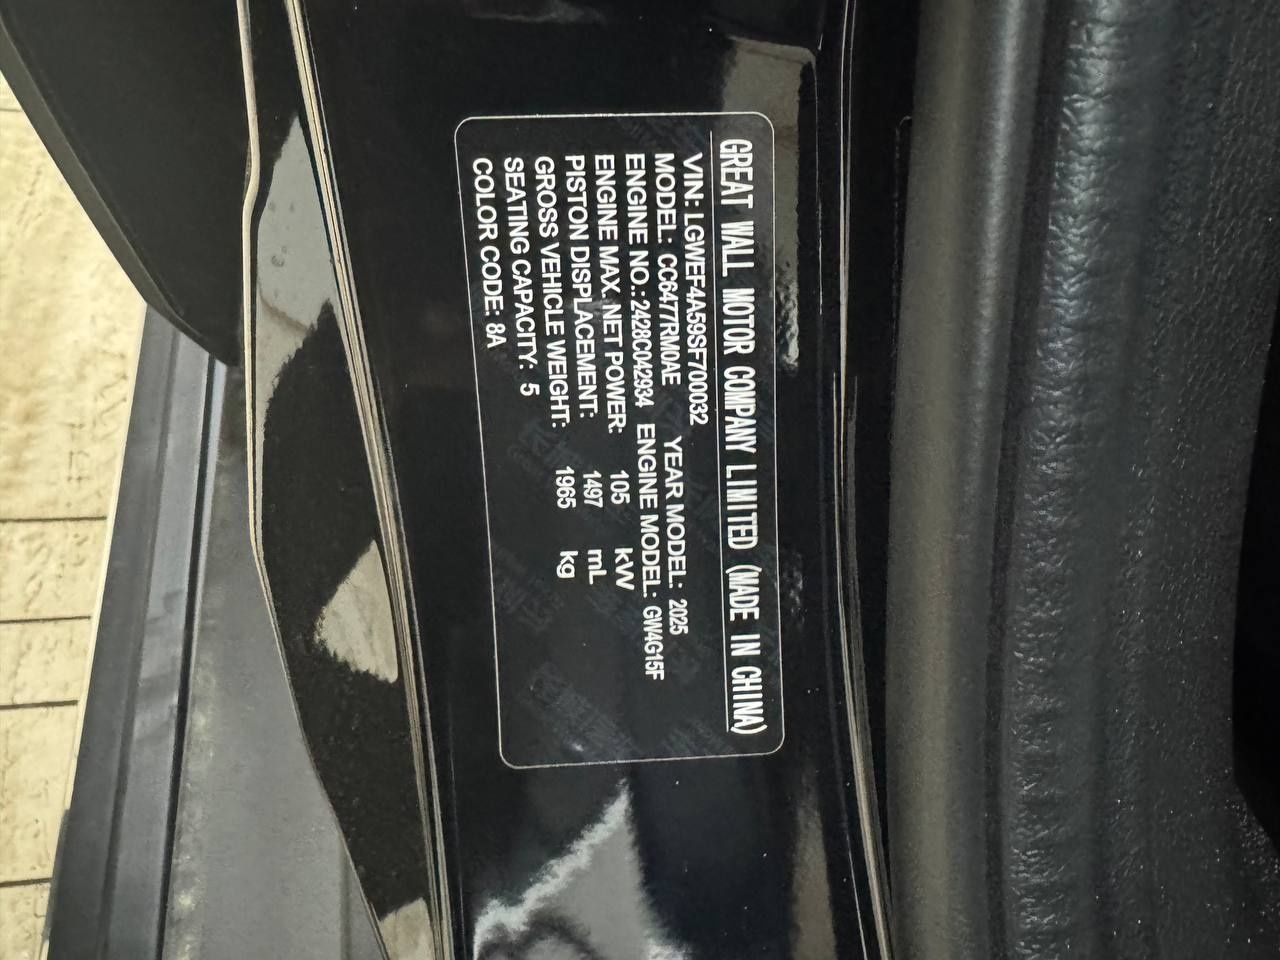 GREAT WALL MOTOR COMPANY LIMITED (MADE IN CHINA)
VIN: LGWEF4A59SF700032
MODEL: CC6477RM0AE YEAR MODEL: 2025
ENGINE NO.: 2428C042934 ENGINE MODEL: GW4G15F
ENGINE MAX. NET POWER: 105 kW
PISTON DISPLACEMENT: 1497 mL
GROSS VEHICLE WEIGHT: 1965 kg
SEATING CAPACITY: 5
COLOR CODE: 8A